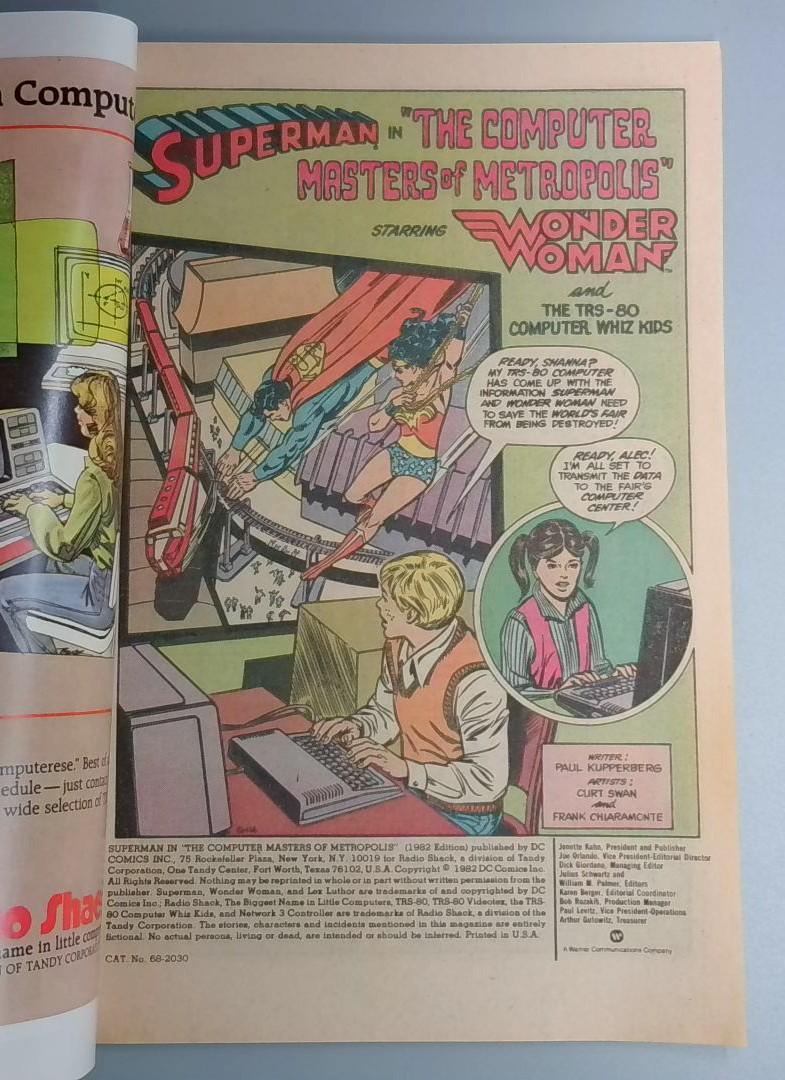 Comput
mputerese." Best of
edule—just conta
wide selection of
o Sha
ame in little comp
N OF TANDY CORPORA
SUPERMAN IN "THE COMPUTER
MASTERS of METROPOLIS"
STARRING WONDER
WOMAN
and
THE TRS-80
COMPUTER WHIZ KIDS
READY, SHANNA?
MY TRS-80 COMPUTER
HAS COME UP WITH THE
INFORMATION SUPERMAN
AND WONDER WOMAN NEED
TO SAVE THE WORLD'S FAIR
FROM BEING DESTROYED!
READY, ALEC!
I'M ALL SET TO
TRANSMIT THE DATA
TO THE FAIR'S
COMPUTER
CENTER!
WRITER:
PAUL KUPPERBERG
ARTISTS:
CURT SWAN
and
FRANK CHIARAMONTE
SUPERMAN IN "THE COMPUTER MASTERS OF METROPOLIS" (1982 Edition) published by DC
COMICS INC., 75 Rockefeller Plaza, New York, N.Y. 10019 for Radio Shack, a division of Tandy
Corporation, One Tandy Center, Fort Worth, Texas 76102, U.S.A. Copyright © 1982 DC Comics Inc.
All Rights Reserved. Nothing may be reprinted in whole or in part without written permission from the
publisher. Superman, Wonder Woman, and Lex Luthor are trademarks of and copyrighted by DC
Comics Inc.; Radio Shack, The Biggest Name in Little Computers, TRS-80, TRS-80 Videotex, the TRS-
80 Computer Whiz Kids, and Network 3 Controller are trademarks of Radio Shack, a division of the
Tandy Corporation. The stories, characters and incidents mentioned in this magazine are entirely
fictional. No actual persons, living or dead, are intended or should be inferred. Printed in U.S.A.
CAT. No. 68-2030
Jenette Kahn, President and Publisher
Joe Orlando, Vice President-Editorial Director
Dick Giordano, Managing Editor
Julius Schwartz and
William M. Palmer, Editors
Karen Berger, Editorial Coordinator
Bob Rozakis, Production Manager
Paul Levitz, Vice President-Operations
Arthur Gutowitz, Treasurer
A Warner Communications Company